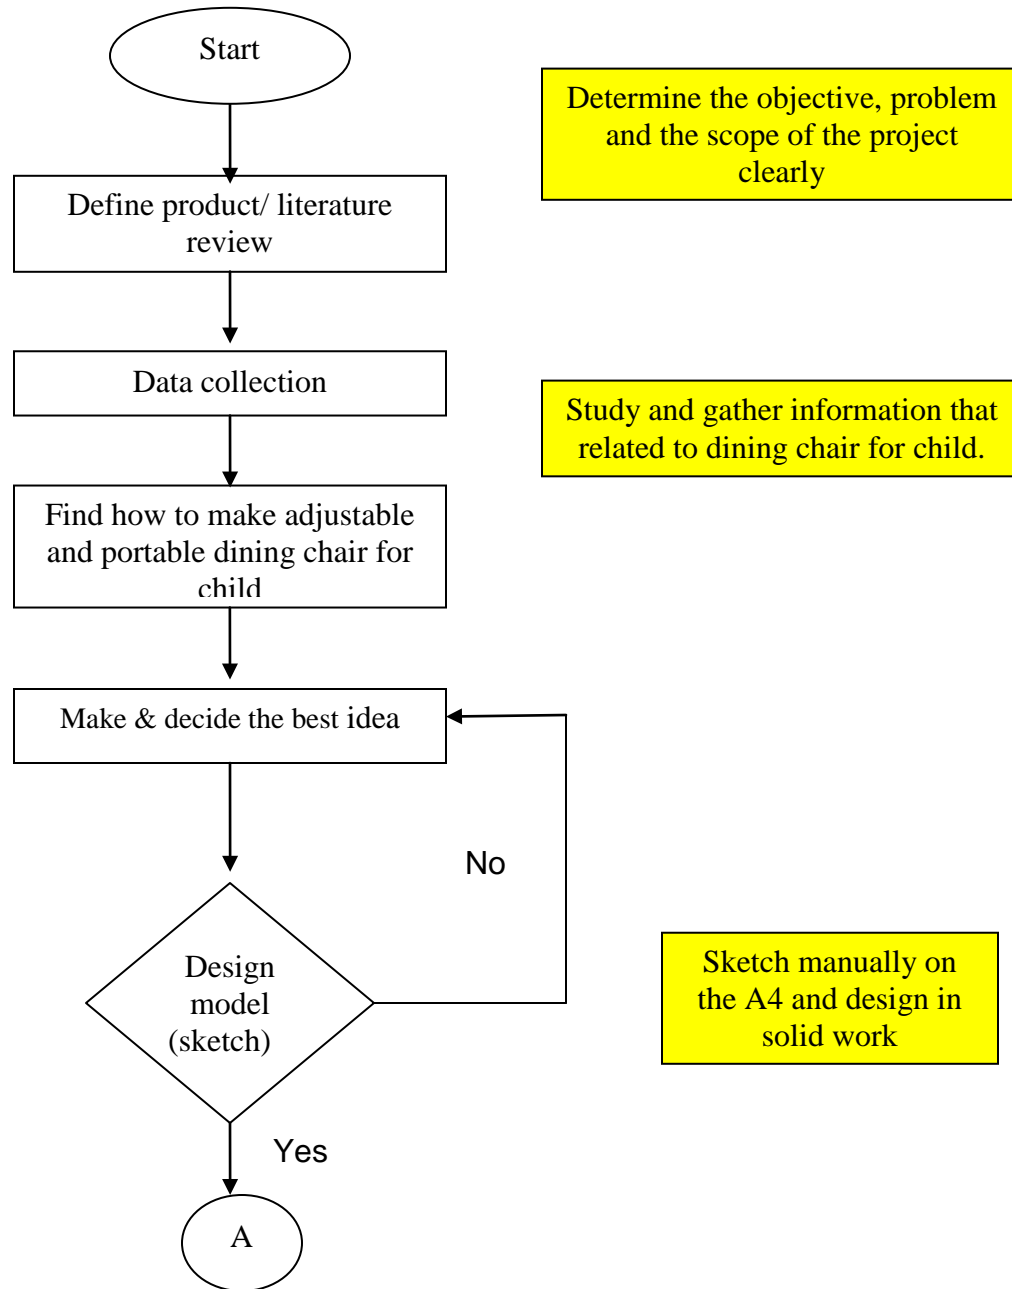 Start
Determine the objective, problem
and the scope of the project
clearly
Define product/ literature
review
Data collection
Study and gather information that
related to dining chair for child.
Find how to make adjustable
and portable dining chair for
child
Make & decide the best idea
No
Design
model
(sketch)
Sketch manually on
the A4 and design in
solid work
Yes
A